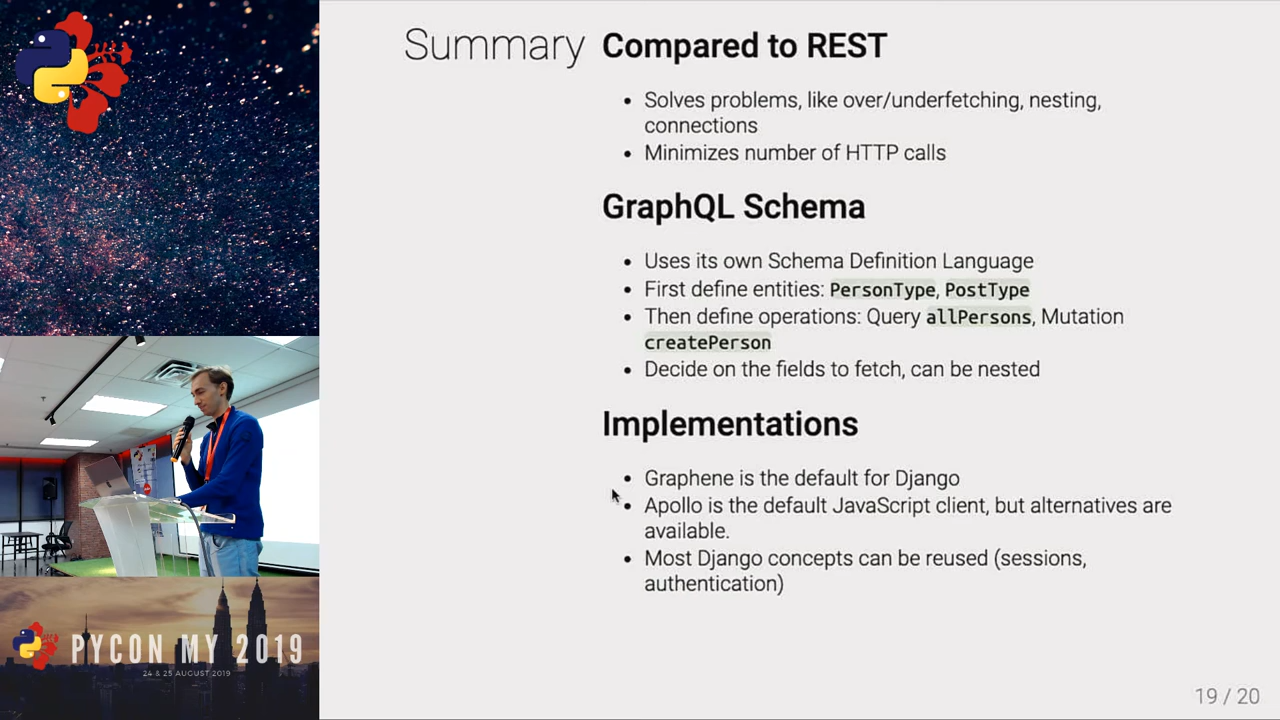 Summary
Compared to REST
Solves problems, like over/underfetching, nesting,
connections
Minimizes number of HTTP calls
GraphQL Schema
Uses its own Schema Definition Language
First define entities: PersonType, PostType
Then define operations: Query allPersons, Mutation
createPerson
Decide on the fields to fetch, can be nested
Implementations
Graphene is the default for Django
Apollo is the default JavaScript client, but alternatives are
available.
Most Django concepts can be reused (sessions,
authentication)
19 / 20
PYCON MY 2019
24 & 25 AUGUST 2019